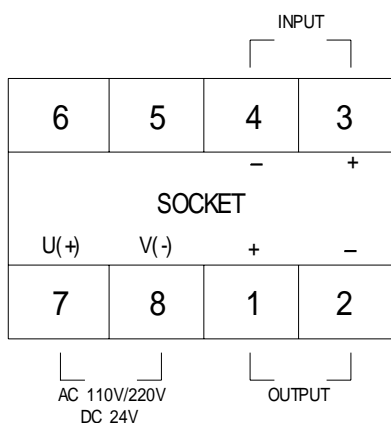 INPUT
6 5 4 3
– +
SOCKET
U(+) V(-) + –
7 8 1 2
AC 110V/220V OUTPUT
DC 24V